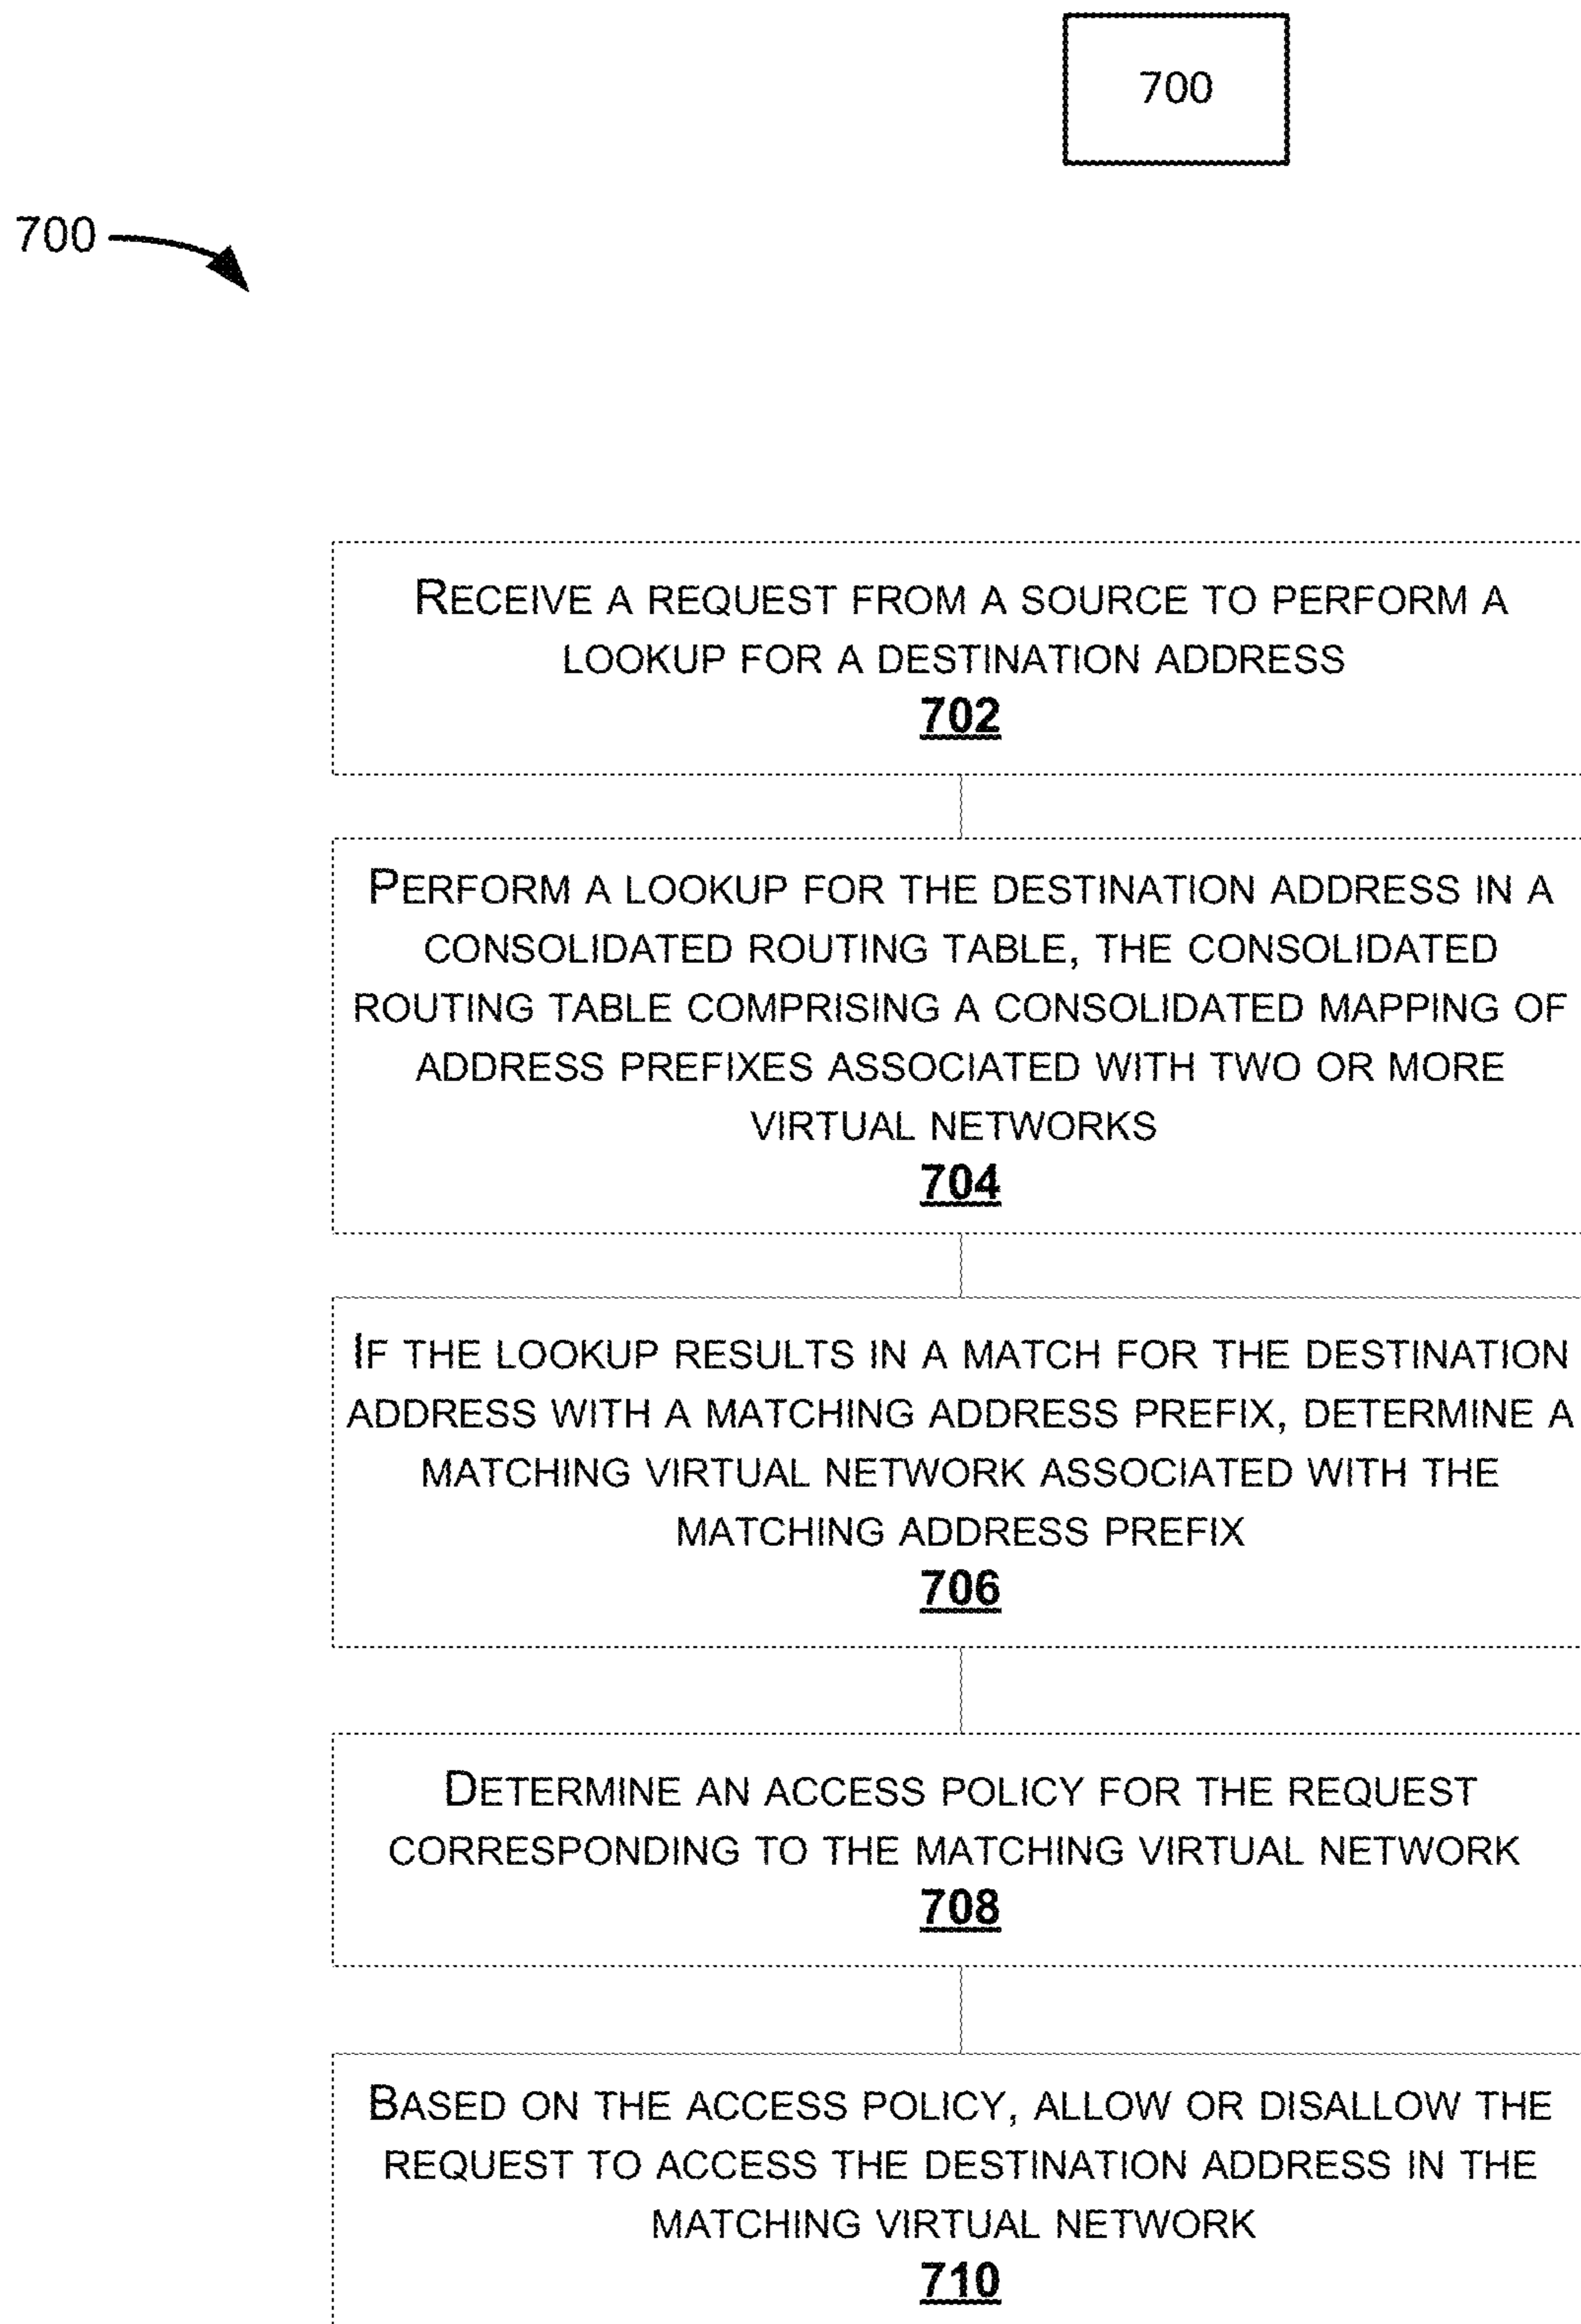 700
700
RECEIVE A REQUEST FROM A SOURCE TO PERFORM A
LOOKUP FOR A DESTINATION ADDRESS
702
PERFORM A LOOKUP FOR THE DESTINATION ADDRESS IN A
CONSOLIDATED ROUTING TABLE, THE CONSOLIDATED
ROUTING TABLE COMPRISING A CONSOLIDATED MAPPING OF
ADDRESS PREFIXES ASSOCIATED WITH TWO OR MORE
VIRTUAL NETWORKS
704
IF THE LOOKUP RESULTS IN A MATCH FOR THE DESTINATION
ADDRESS WITH A MATCHING ADDRESS PREFIX, DETERMINE A
MATCHING VIRTUAL NETWORK ASSOCIATED WITH THE
MATCHING ADDRESS PREFIX
706
DETERMINE AN ACCESS POLICY FOR THE REQUEST
CORRESPONDING TO THE MATCHING VIRTUAL NETWORK
708
BASED ON THE ACCESS POLICY, ALLOW OR DISALLOW THE
REQUEST TO ACCESS THE DESTINATION ADDRESS IN THE
MATCHING VIRTUAL NETWORK
710